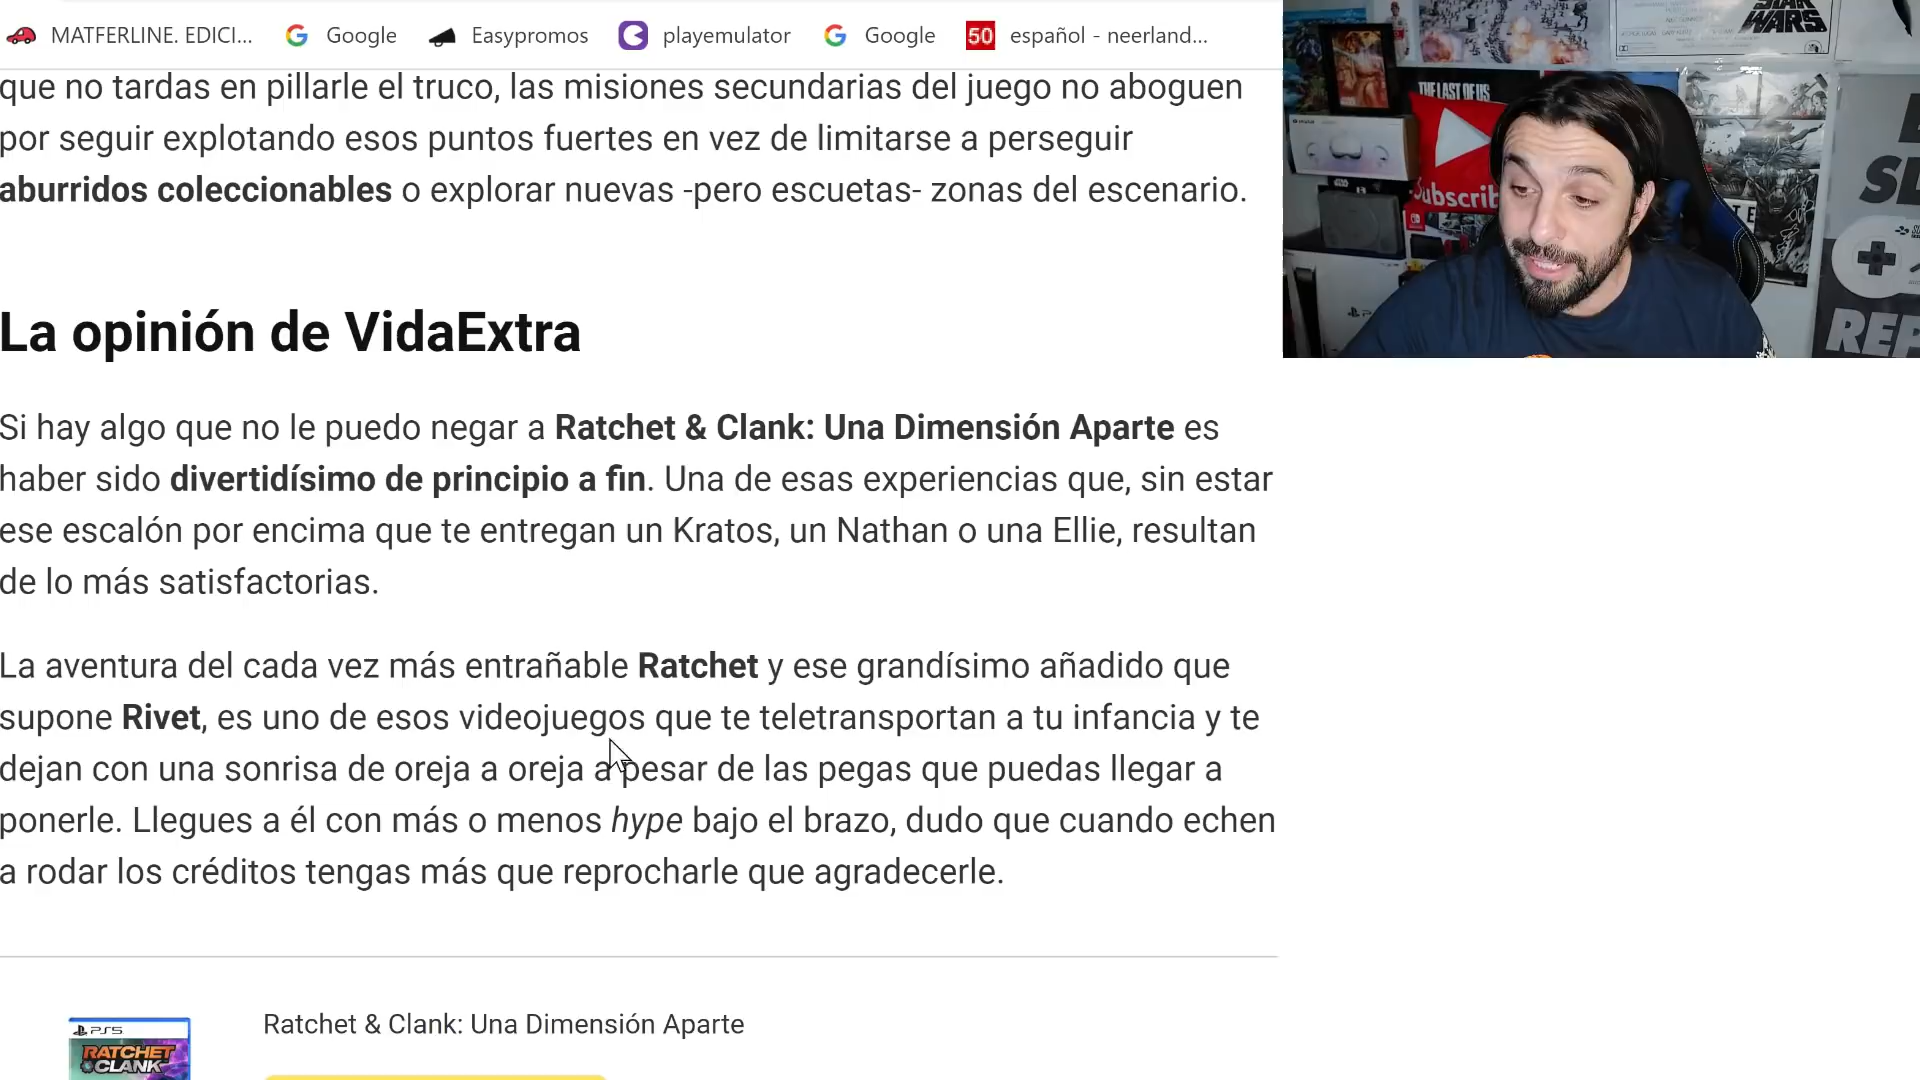 MATFERLINE. EDICI...
Google
Easypromos
playemulator
Google
50
español - neerland...
que no tardas en pillarle el truco, las misiones secundarias del juego no aboguen
por seguir explotando esos puntos fuertes en vez de limitarse a perseguir
aburridos coleccionables o explorar nuevas -pero escuetas- zonas del escenario.
STAR
WARS
THE LAST OF US
Subscrib
REP
La opinión de VidaExtra
Si hay algo que no le puedo negar a Ratchet & Clank: Una Dimensión Aparte es
haber sido divertidísimo de principio a fin. Una de esas experiencias que, sin estar
ese escalón por encima que te entregan un Kratos, un Nathan o una Ellie, resultan
de lo más satisfactorias.
La aventura del cada vez más entrañable Ratchet y ese grandísimo añadido que
supone Rivet, es uno de esos videojuegos que te teletransportan a tu infancia y te
dejan con una sonrisa de oreja a oreja a pesar de las pegas que puedas llegar a
ponerle. Llegues a él con más o menos hype bajo el brazo, dudo que cuando echen
a rodar los créditos tengas más que reprocharle que agradecerle.
PS5
RATCHET
CLANK
Ratchet & Clank: Una Dimensión Aparte